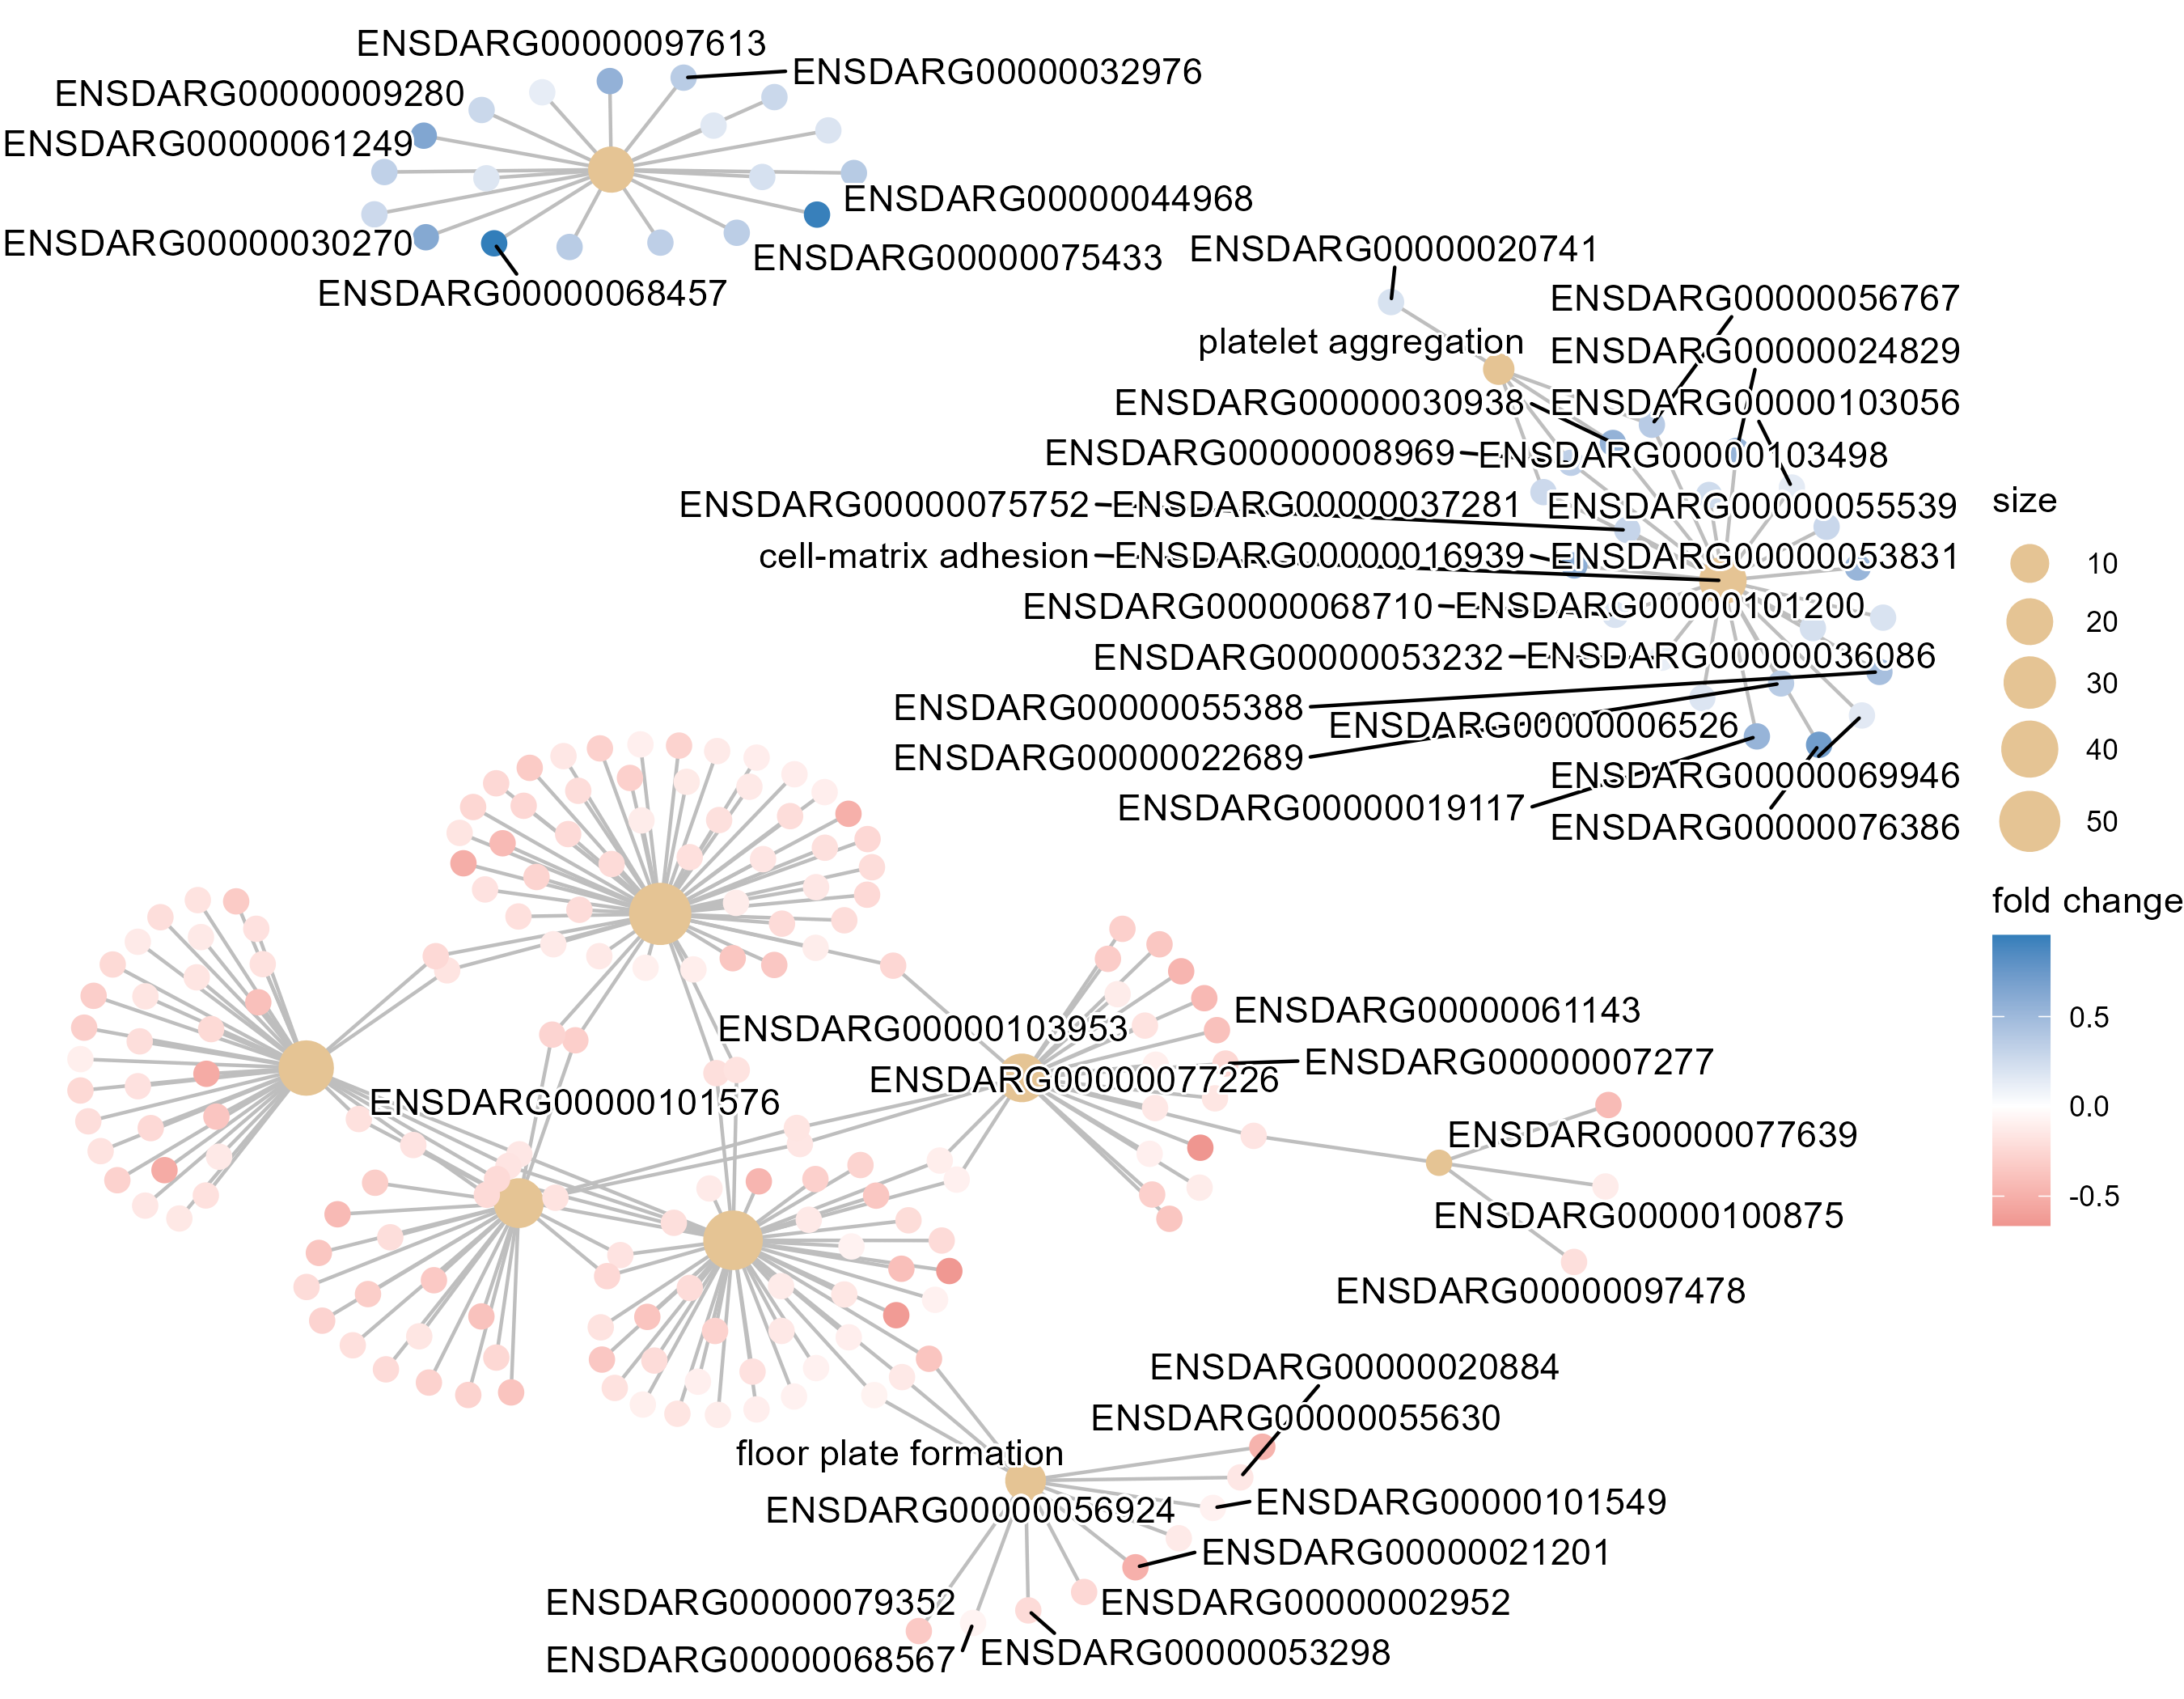 ENSDARG00000097613
ENSDARG00000032976
ENSDARG00000009280
ENSDARG00000061249
ENSDARG00000044968
ENSDARG00000030270
ENSDARG00000075433
ENSDARG00000068457
ENSDARG00000020741
ENSDARG00000056767
platelet aggregation
ENSDARG00000024829
ENSDARG00000030938
ENSDARG00000103056
ENSDARG00000008969
ENSDARG00000103498
ENSDARG00000075752
ENSDARG00000037281
ENSDARG00000055539
cell-matrix adhesion
ENSDARG00000016939
ENSDARG00000053831
ENSDARG00000068710
ENSDARG00000101200
ENSDARG00000053232
ENSDARG00000036086
ENSDARG00000055388
ENSDARG00000006526
ENSDARG00000022689
ENSDARG00000069946
ENSDARG00000019117
ENSDARG00000076386
size
10
20
30
40
50
fold change
0.5
0.0
-0.5
ENSDARG00000061143
ENSDARG00000103953
ENSDARG00000007277
ENSDARG00000077226
ENSDARG00000101576
ENSDARG00000077639
ENSDARG00000100875
ENSDARG00000097478
ENSDARG00000020884
ENSDARG00000055630
floor plate formation
ENSDARG00000101549
ENSDARG00000056924
ENSDARG00000021201
ENSDARG00000079352
ENSDARG00000002952
ENSDARG00000053298
ENSDARG00000068567